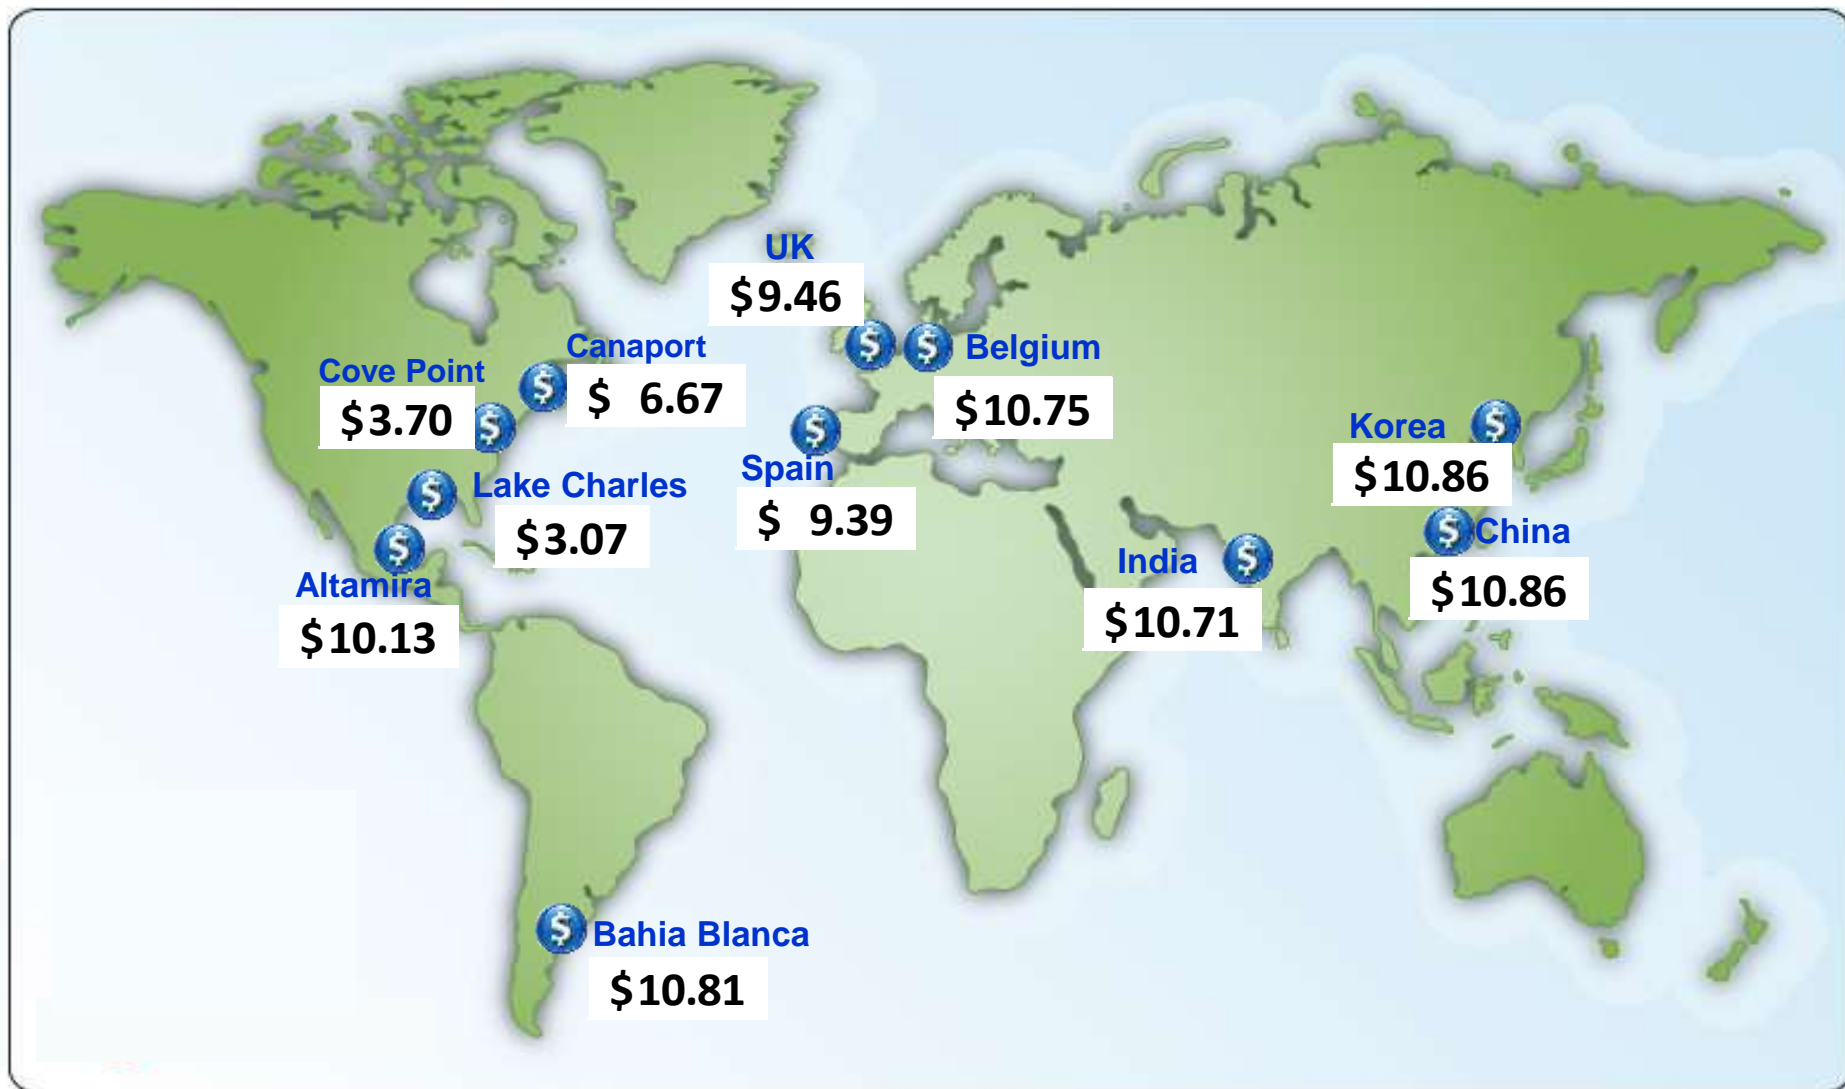 UK
$9.46
Canaport
$ 6.67
Cove Point
$3.70
Belgium
$10.75
Korea
$10.86
Spain
$ 9.39
Lake Charles
$3.07
China
$10.86
India
$10.71
Altamira
$10.13
Bahia Blanca
$10.81